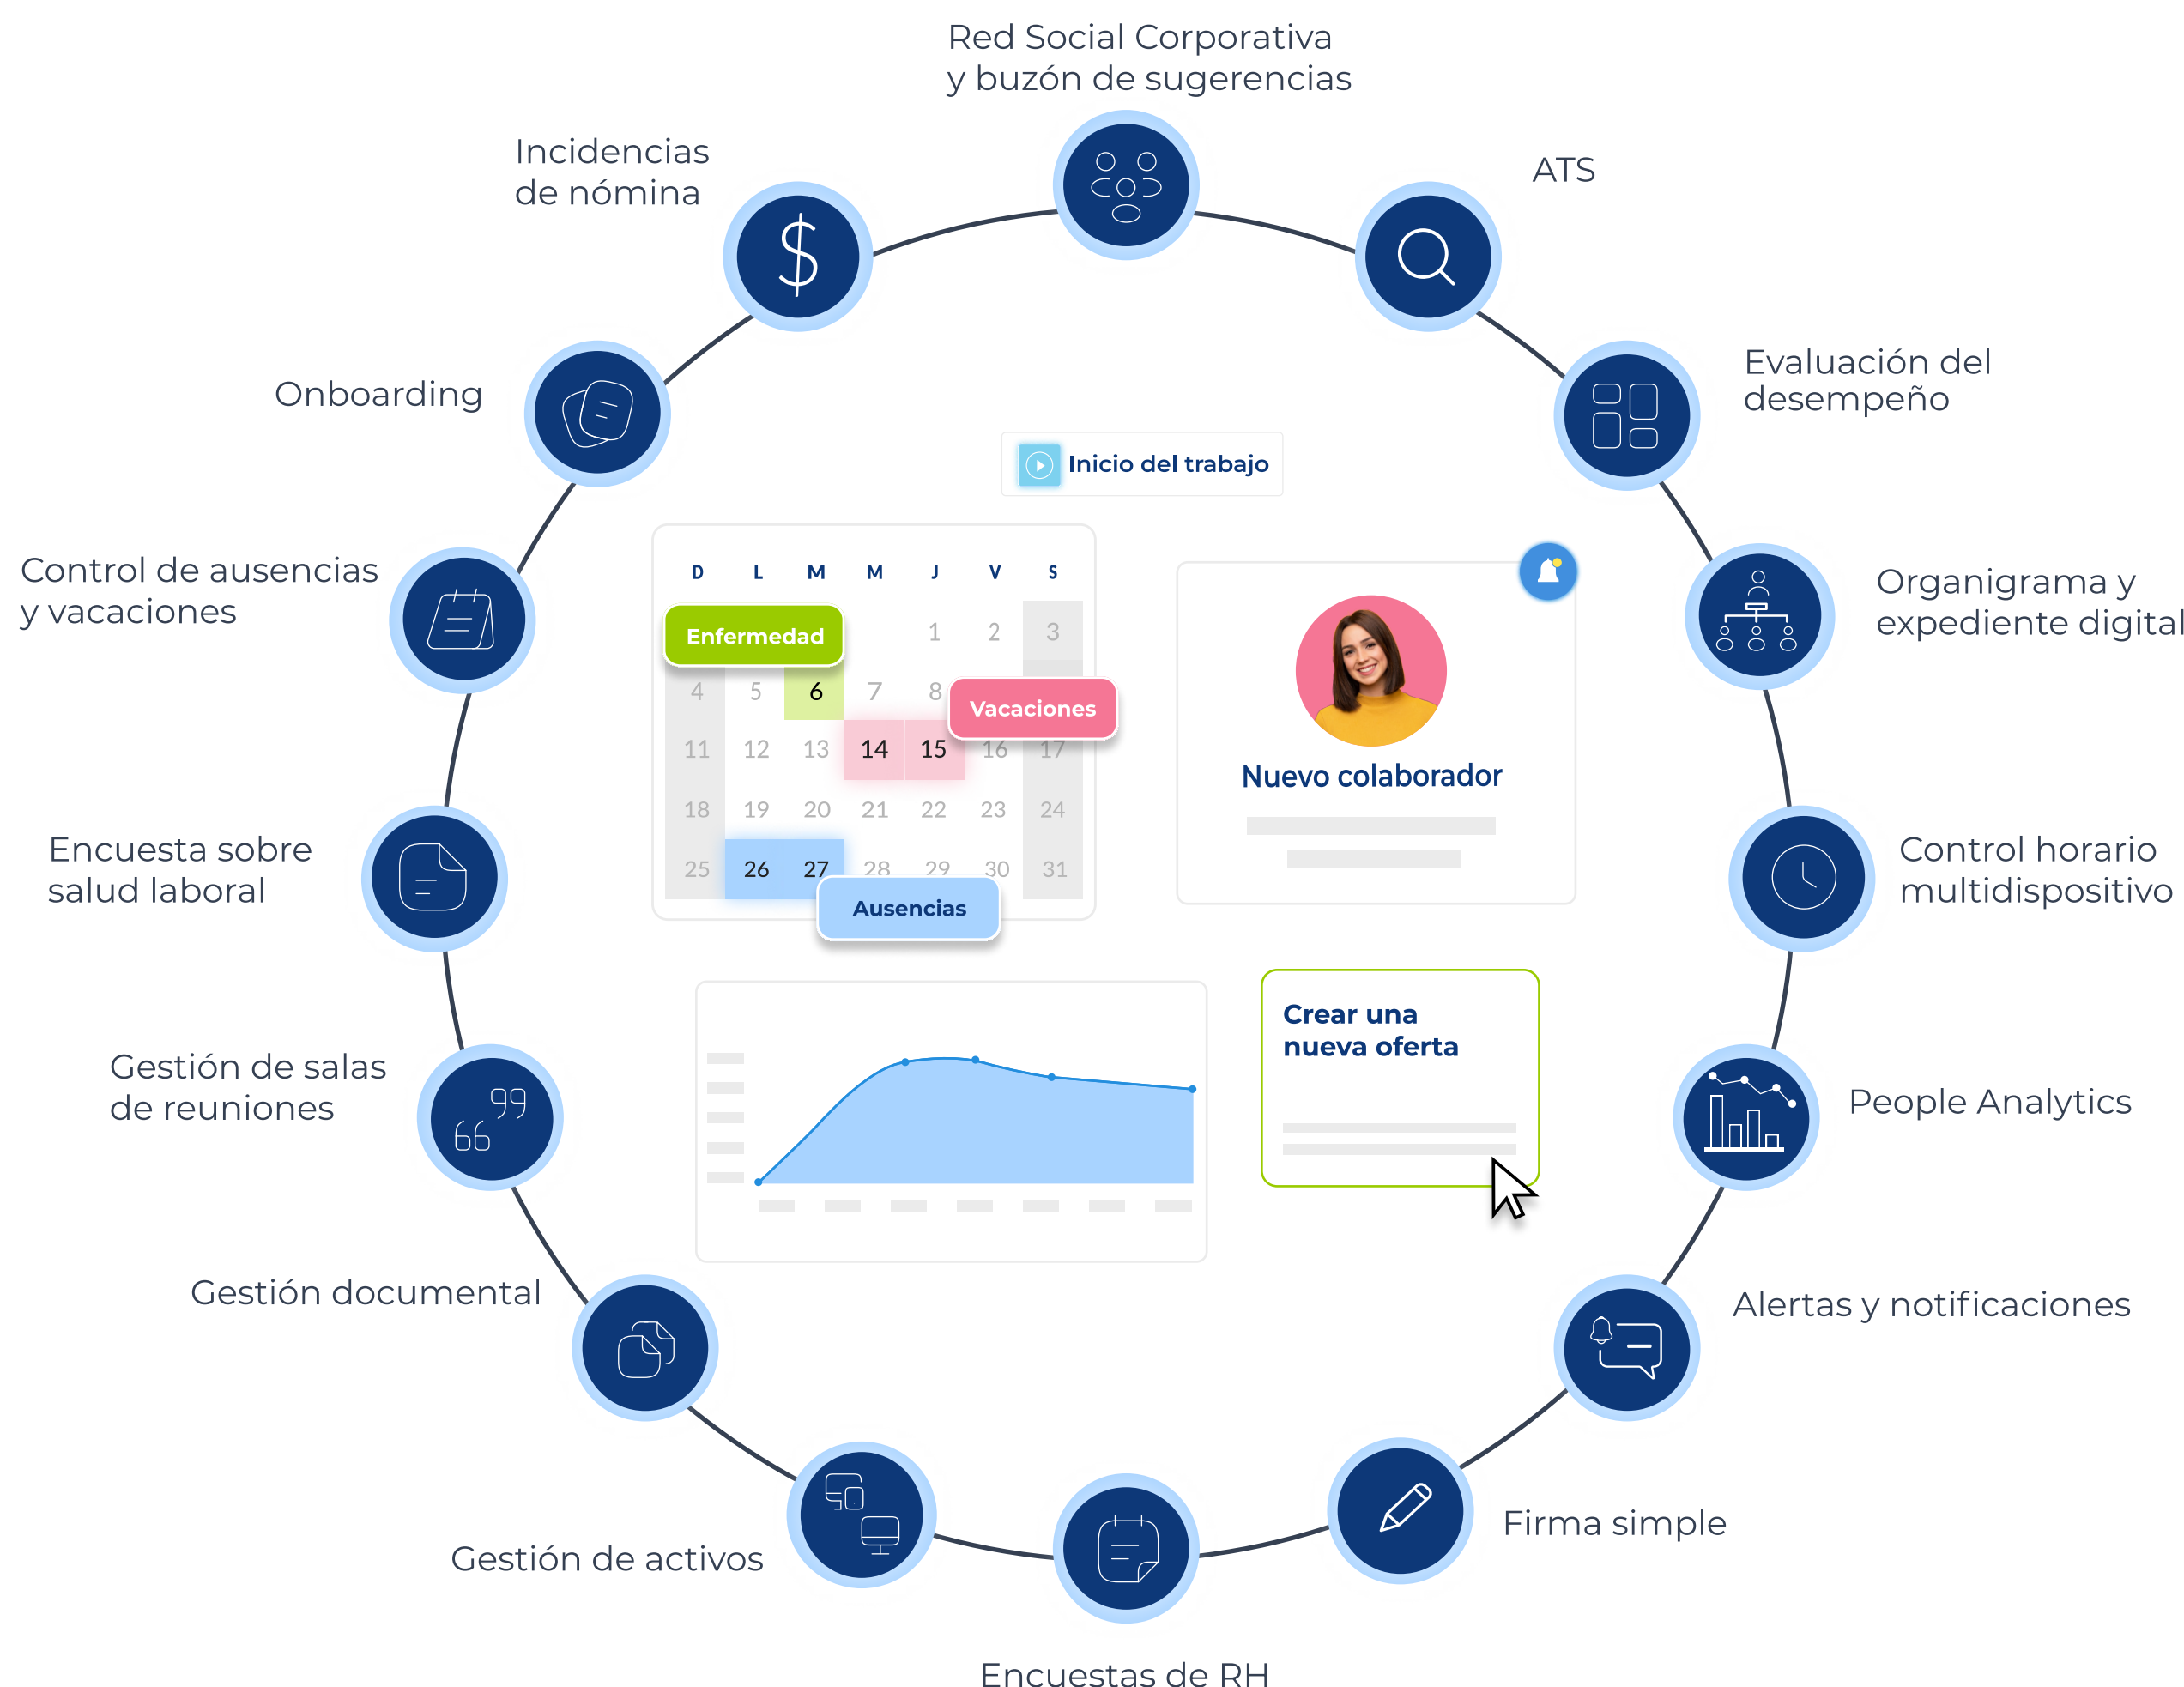 Red Social Corporativa
y buzón de sugerencias
ATS
Evaluación del
desempeño
Organigrama y
expediente digital
Control horario
multidispositivo
People Analytics
Alertas y notificaciones
Firma simple
Encuestas de RH
Gestión de activos
Gestión documental
Gestión de salas
de reuniones
Encuesta sobre
salud laboral
Control de ausencias
y vacaciones
Onboarding
Incidencias
de nómina
$
Inicio del trabajo
D L M M J V S
Enfermedad 1 2 3
4 5 6 7 8
Vacaciones
11 12 13 14 15 16 17
18 19 20 21 22 23 24
25 26 27 28 29 30 31
Ausencias
Nuevo colaborador
Crear una
nueva oferta